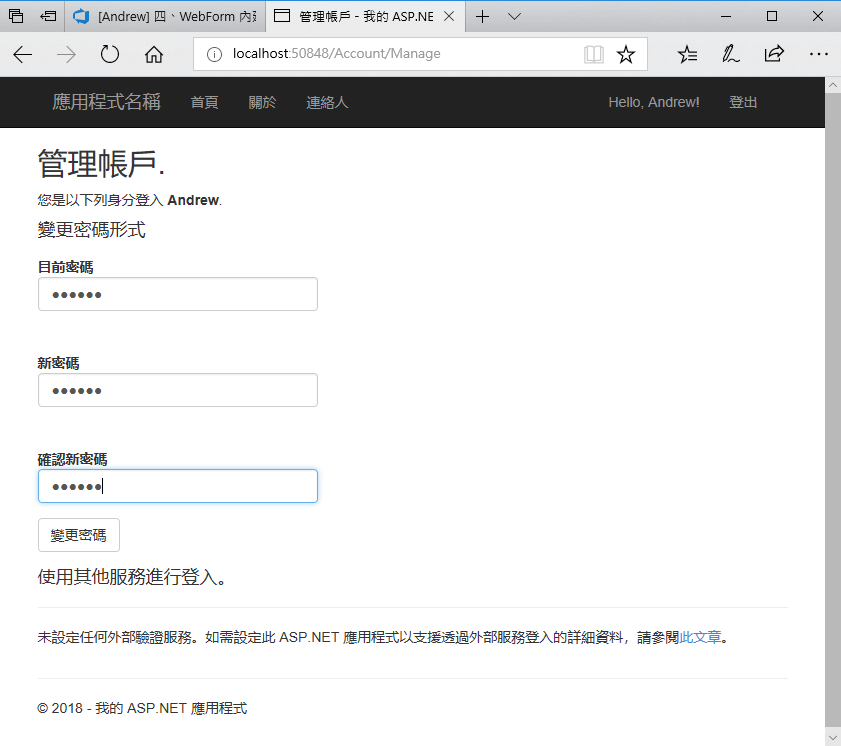 [Andrew] 四、WebForm 內
管理帳戶 - 我的 ASP.NE
localhost:50848/Account/Manage
應用程式名稱 首頁 關於 連絡人 Hello, Andrew! 登出
管理帳戶.
您是以下列身分登入 Andrew.
變更密碼形式
目前密碼
新密碼
確認新密碼
變更密碼
使用其他服務進行登入。
未設定任何外部驗證服務。如需設定此 ASP.NET 應用程式以支援透過外部服務登入的詳細資料，請參閱此文章。
© 2018 - 我的 ASP.NET 應用程式